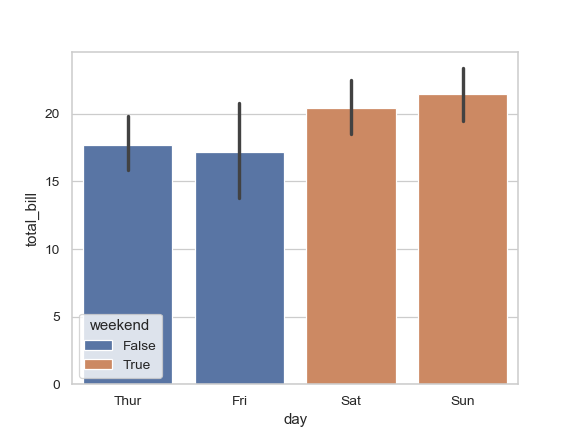 20
15
10
5
0
total_bill
weekend
False
True
Thur Fri Sat Sun
day